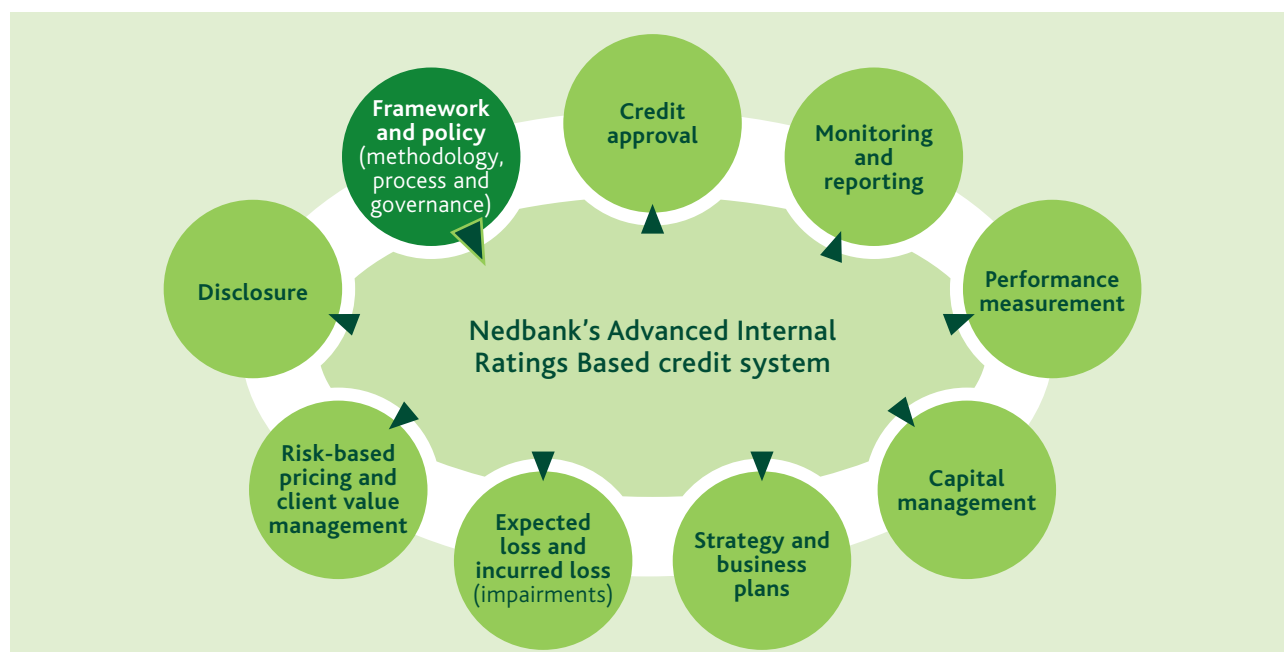 Framework
and policy
(methodology,
process and
governance)
Credit
approval
Monitoring
and
reporting
Disclosure
Performance
measurement
Nedbank’s Advanced Internal
Ratings Based credit system
Risk-based
pricing and
client value
management
Expected
loss and
incurred loss
(impairments)
Strategy and
business
plans
Capital
management